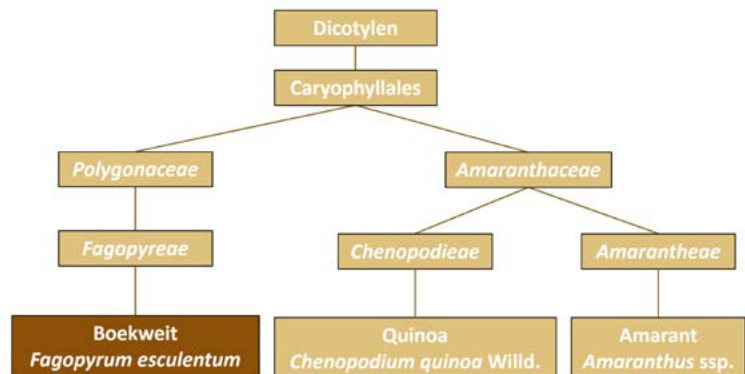 Dicotylen
Caryophyllales
Polygonaceae
Amaranthaceae
Fagopyreae
Chenopodieae
Amarantheae
Boekweit
Fagopyrum esculentum
Quinoa
Chenopodium quinoa Willd.
Amarant
Amaranthus ssp.